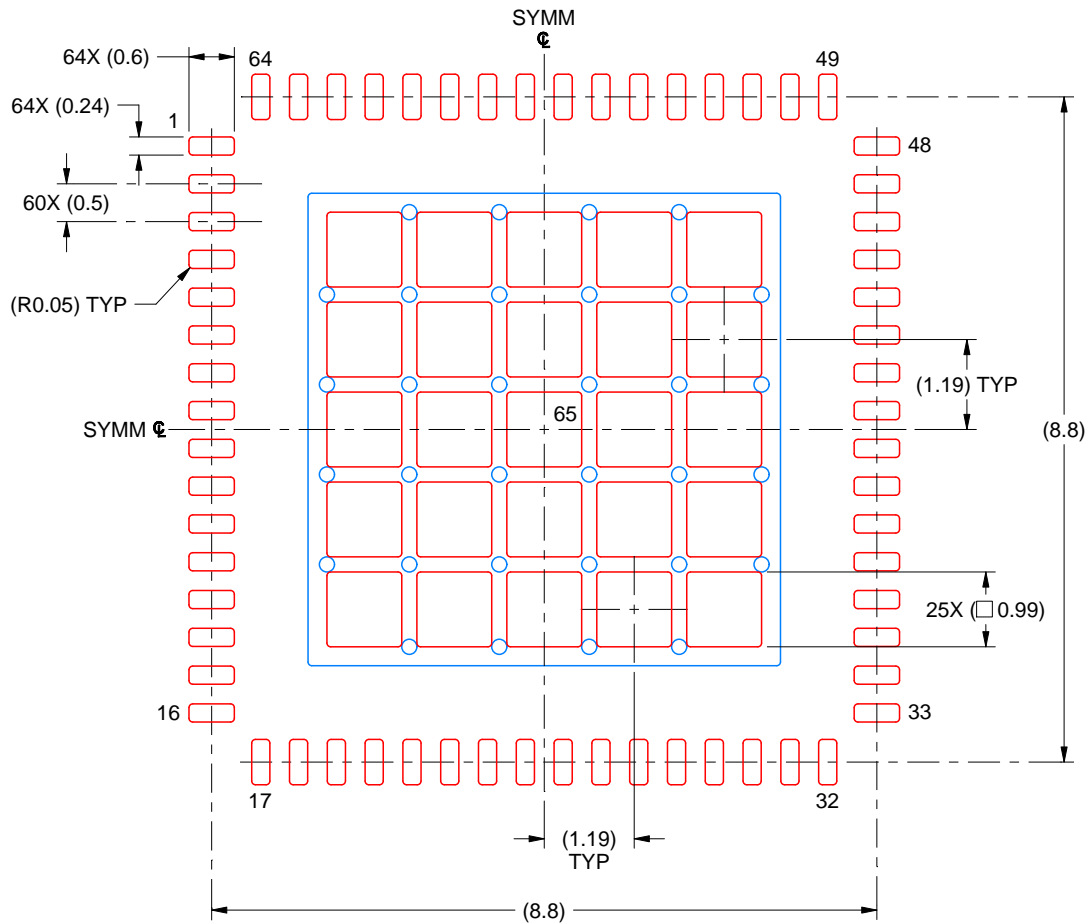 SYMM
℄
64X (0.6)
64
49
64X (0.24)
1
48
60X (0.5)
(R0.05) TYP
(1.19) TYP
65
SYMM ℄
(8.8)
25X (□ 0.99)
16
33
17
32
(1.19)
TYP
(8.8)